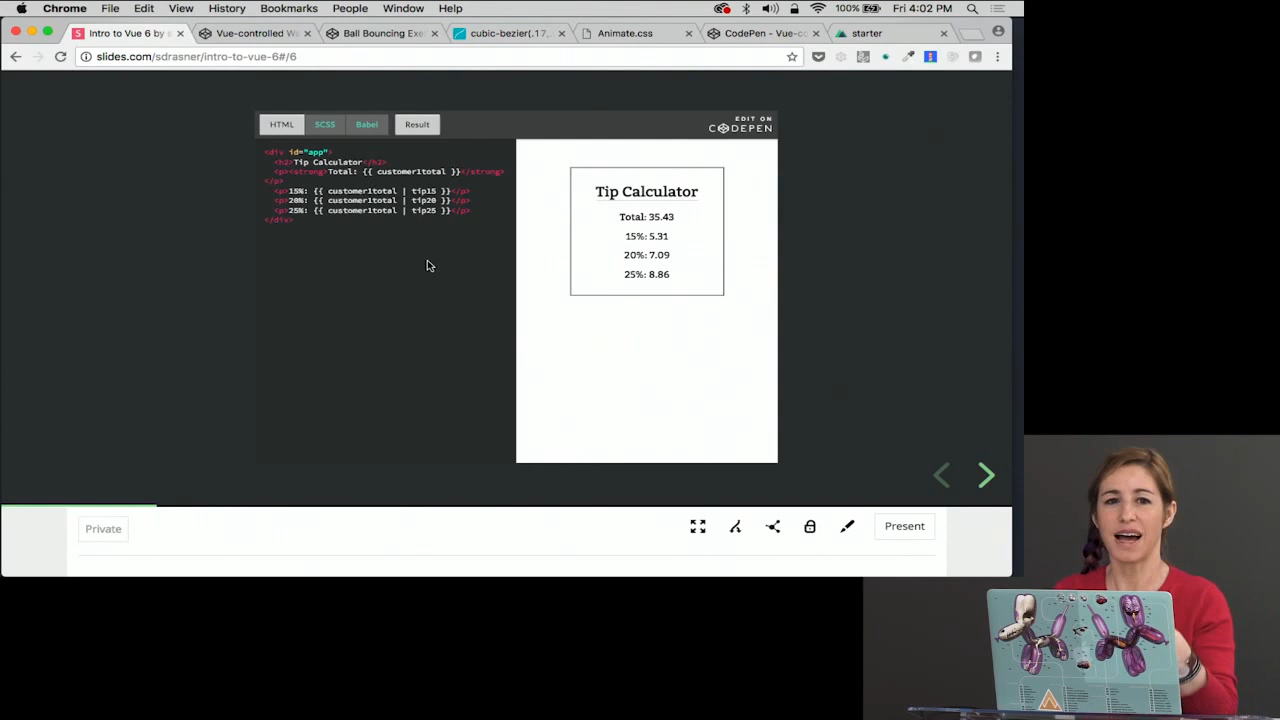 Chrome File Edit View History Bookmarks People Window Help 100% Fri 4:02 PM
Intro to Vue 6 by s Vue-controlled W Ball Bouncing Exe cubic-bezier(.17,. Animate.css CodePen - Vue-co starter
slides.com/sdrasner/intro-to-vue-6#/6
HTML SCSS Babel Result EDIT ON
CODEPEN
<div id="app">
<h2>Tip Calculator</h2>
<p><strong>Total: {{ customer1total }}</strong>
</p>
<p>15%: {{ customer1total | tip15 }}</p>
<p>20%: {{ customer1total | tip20 }}</p>
<p>25%: {{ customer1total | tip25 }}</p>
</div>
Tip Calculator
Total: 35.43
15%: 5.31
20%: 7.09
25%: 8.86
Private Present